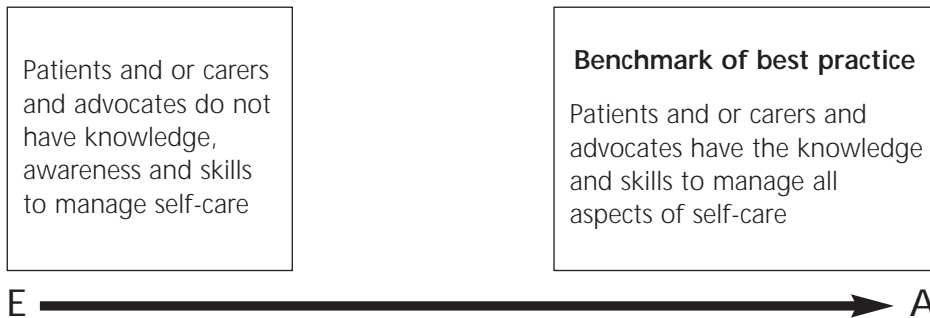 Patients and or carers
and advocates do not
have knowledge,
awareness and skills
to manage self-care
Benchmark of best practice
Patients and or carers and
advocates have the knowledge
and skills to manage all
aspects of self-care
E
A